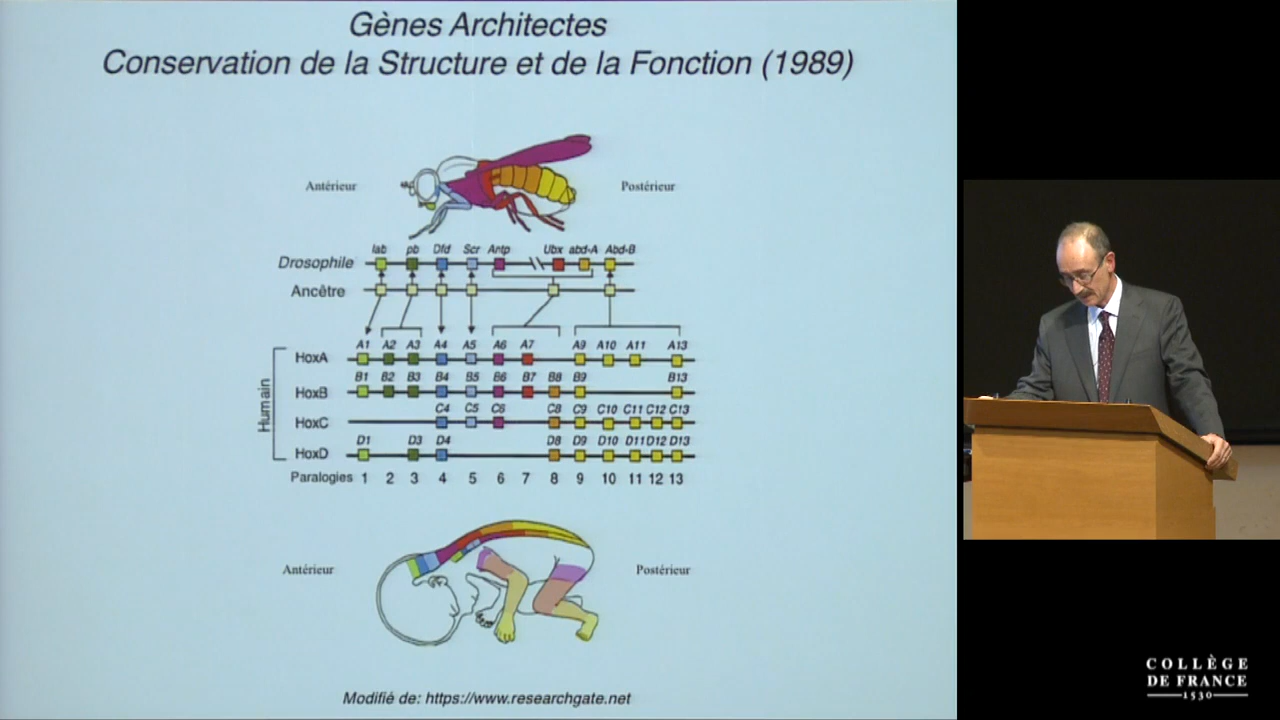 Gènes Architectes
Conservation de la Structure et de la Fonction (1989)
Antérieur
Postérieur
lab pb Dfd Scr Antp Ubx abd-A Abd-B
Drosophile
Ancêtre
A1 A2 A3 A4 A5 A6 A7 A9 A10 A11 A13
HoxA
B1 B2 B3 B4 B5 B6 B7 B8 B9 B13
HoxB
C4 C5 C6 C8 C9 C10 C11 C12 C13
HoxC
D1 D3 D4 D8 D9 D10 D11 D12 D13
HoxD
Humain
Paralogies 1 2 3 4 5 6 7 8 9 10 11 12 13
Antérieur
Postérieur
Modifié de: https://www.researchgate.net
COLLÈGE
DE FRANCE
1530